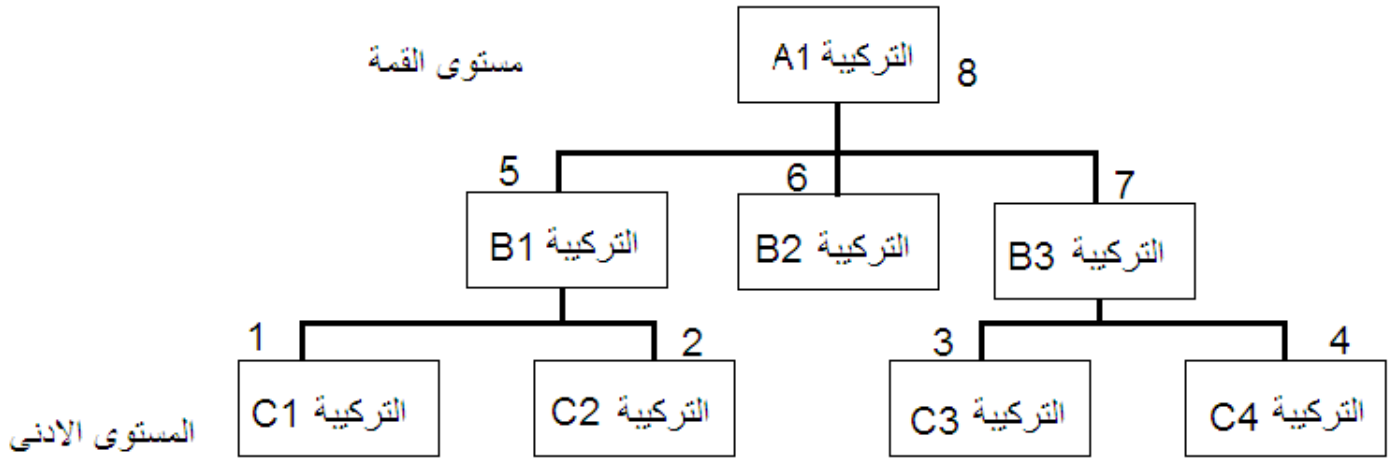 مستوى القمة
التركيبة A1
8
5
6
7
التركيبة B1
التركيبة B2
التركيبة B3
1
2
3
4
التركيبة C1
التركيبة C2
التركيبة C3
التركيبة C4
المستوى الادنى